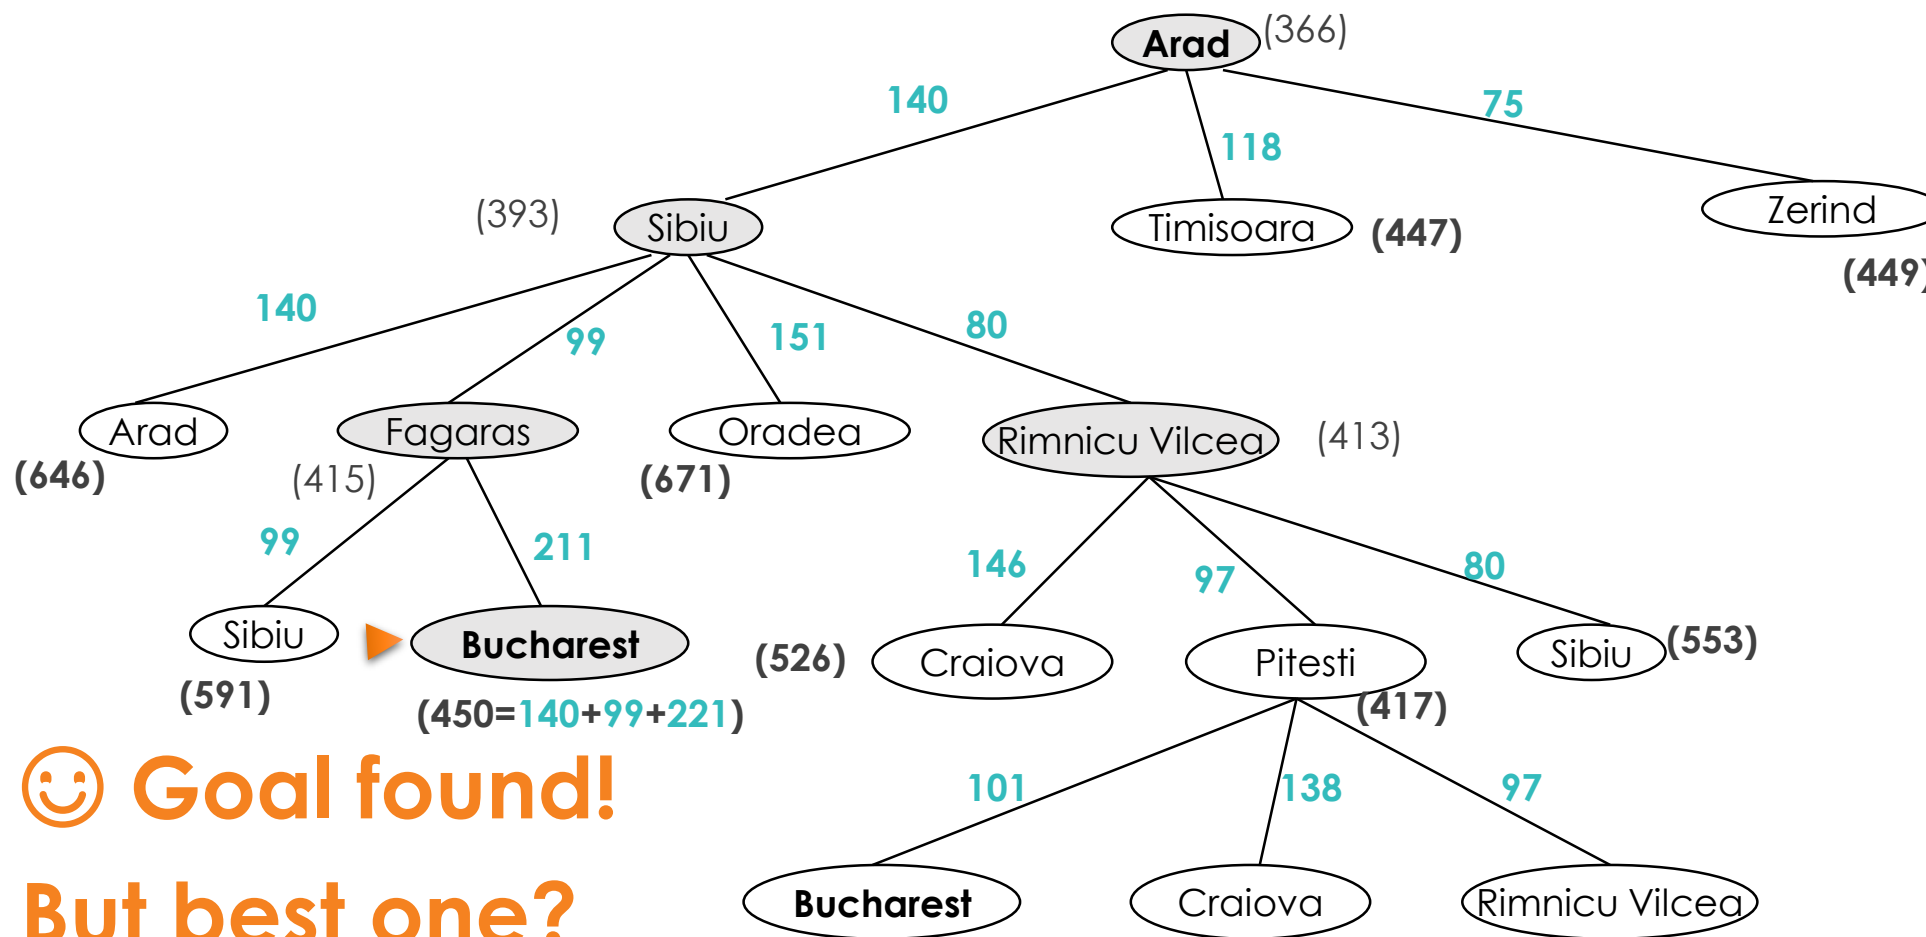 Arad (366)
140
118
75
(393) Sibiu
Timisoara (447)
Zerind
(449)
140
99
151
80
Arad
(646)
Fagaras
(415)
Oradea
(671)
Rimnicu Vilcea (413)
99
211
146
97
80
Sibiu
(591)
Bucharest
(450=140+99+221)
(526) Craiova
Pitesti
(417)
Sibiu (553)
Goal found!
But best one?
101
138
97
Bucharest
Craiova
Rimnicu Vilcea